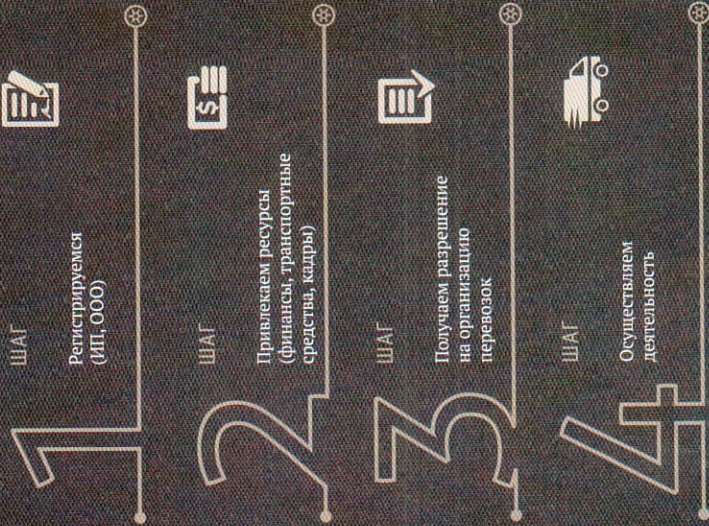 1
ШАГ
Регистрируемся
(ИП, ООО)
$
2
ШАГ
Привлекаем ресурсы
(финансы, транспортные
средства, кадры)
3
ШАГ
Получаем разрешение
на организацию
перевозок
4
ШАГ
Осуществляем
деятельность